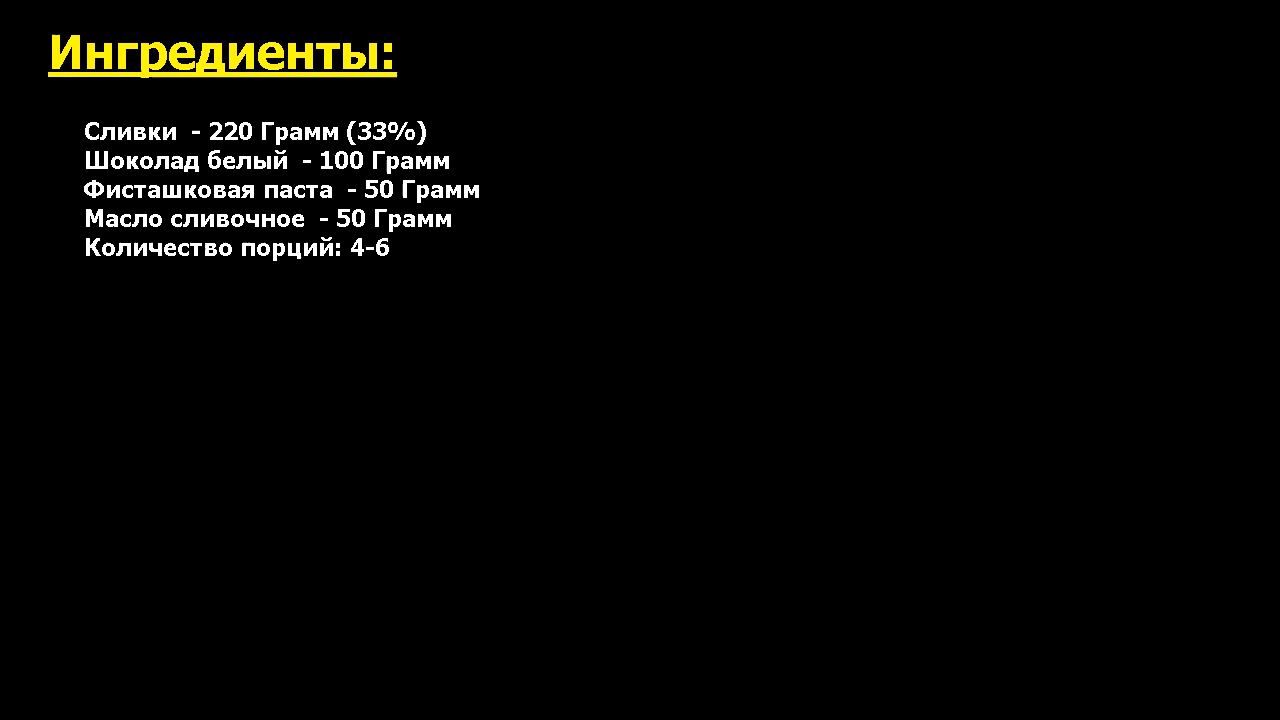 Ингредиенты:
Сливки - 220 Грамм (33%)
Шоколад белый - 100 Грамм
Фисташковая паста - 50 Грамм
Масло сливочное - 50 Грамм
Количество порций: 4-6